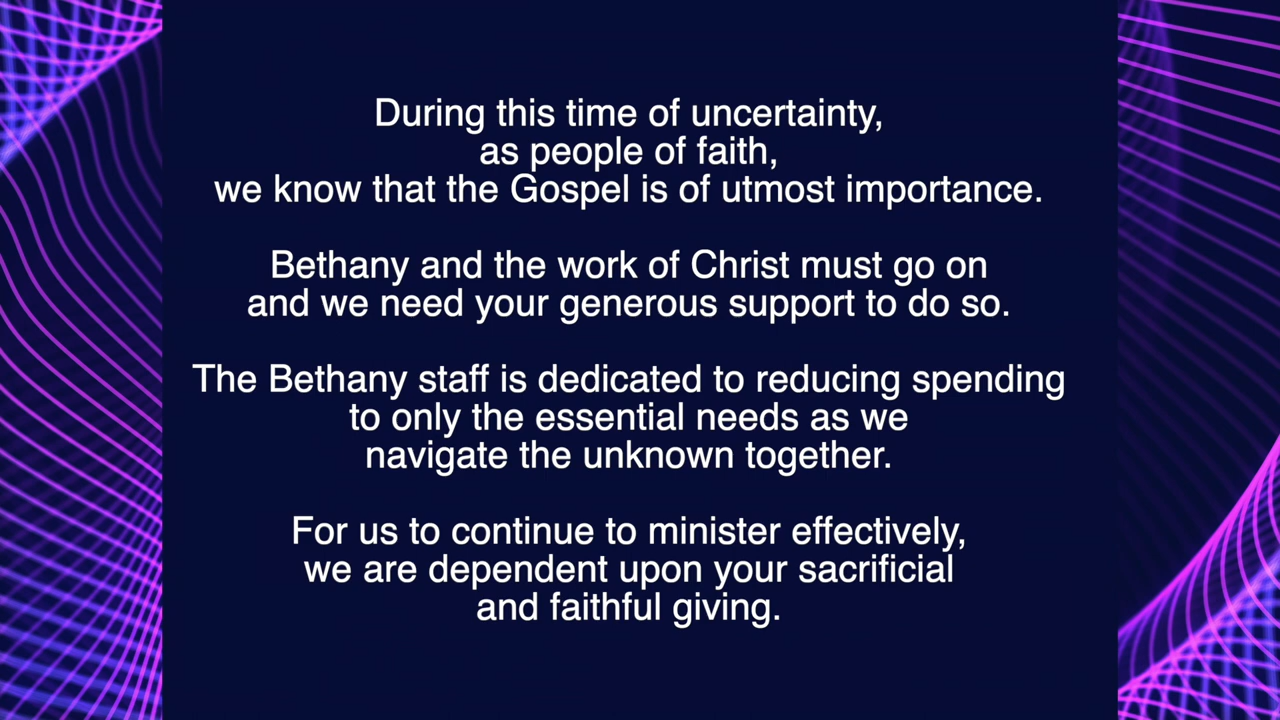 During this time of uncertainty,
as people of faith,
we know that the Gospel is of utmost importance.
Bethany and the work of Christ must go on
and we need your generous support to do so.
The Bethany staff is dedicated to reducing spending
to only the essential needs as we
navigate the unknown together.
For us to continue to minister effectively,
we are dependent upon your sacrificial
and faithful giving.